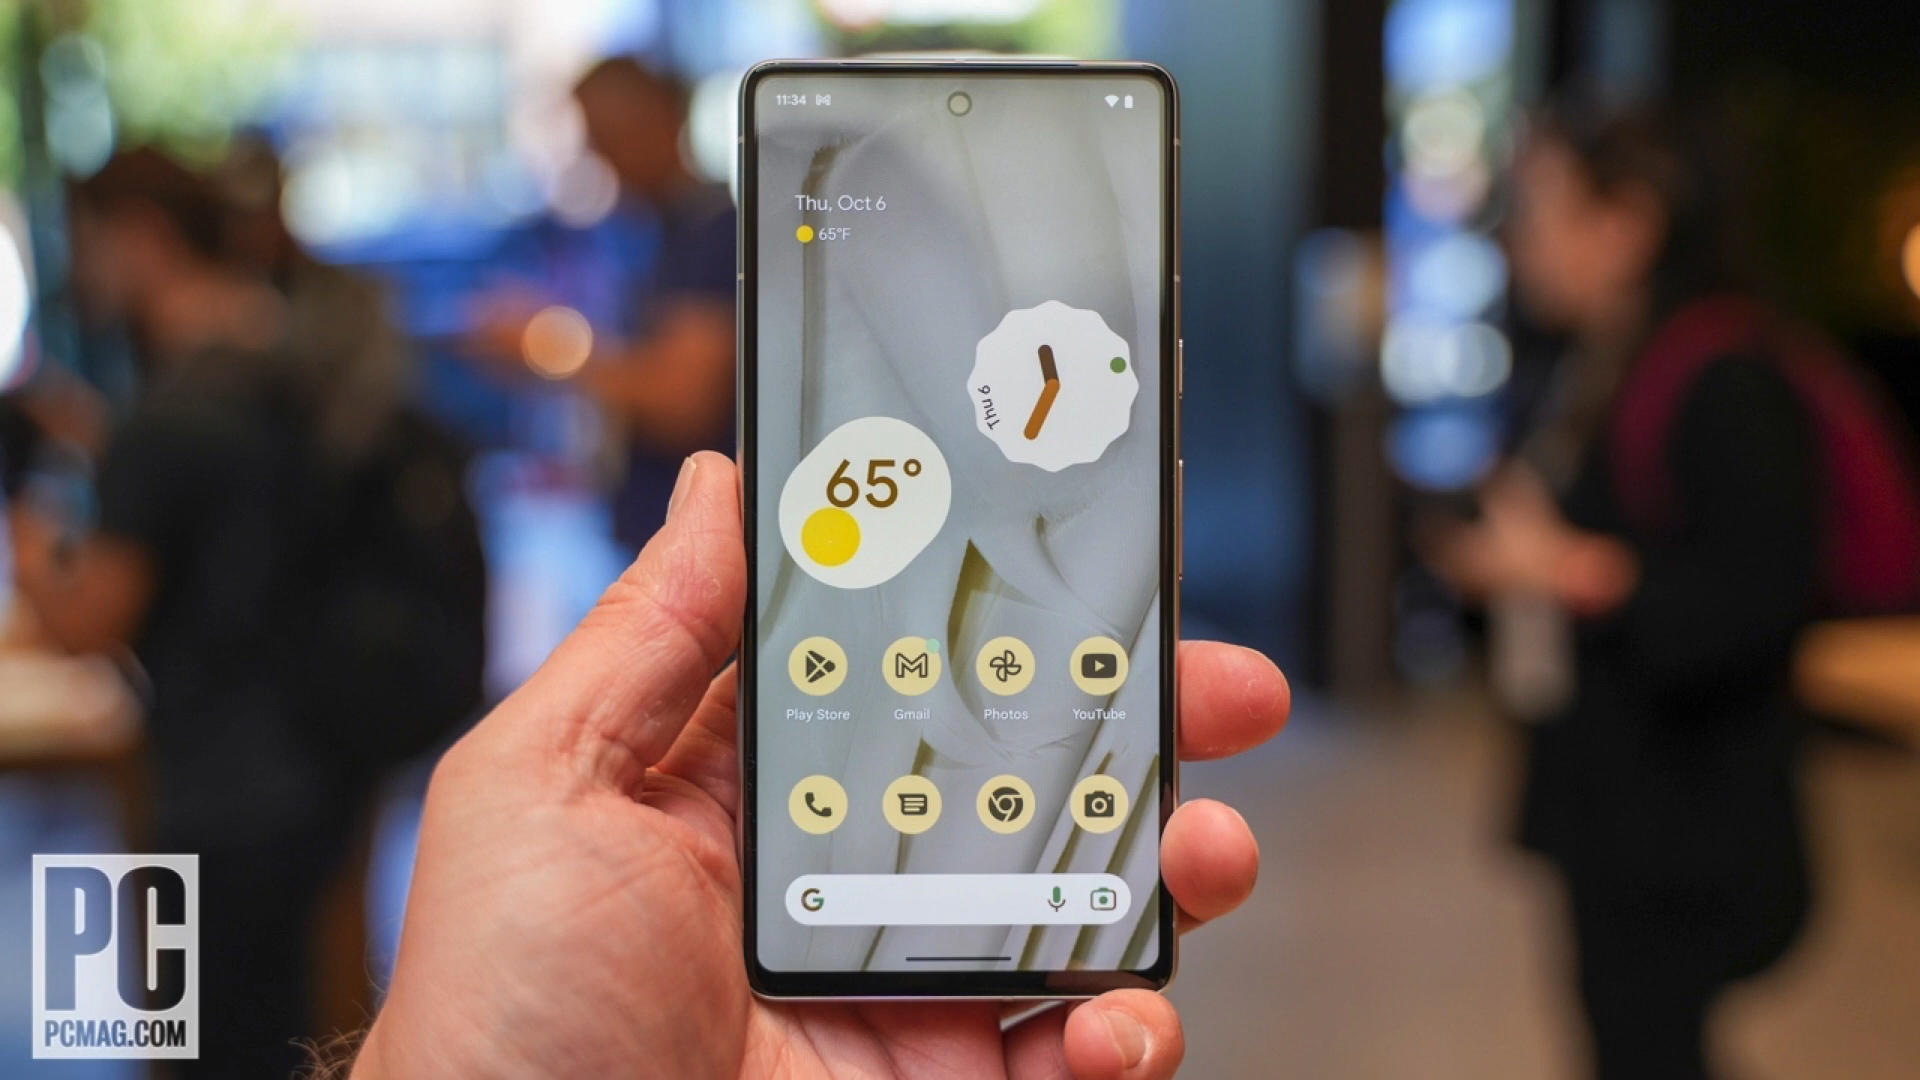 11:34
Thu, Oct 6
65°F
Thu 6
65°
Play Store
Gmail
Photos
YouTube
G
PC
PCMAG.COM